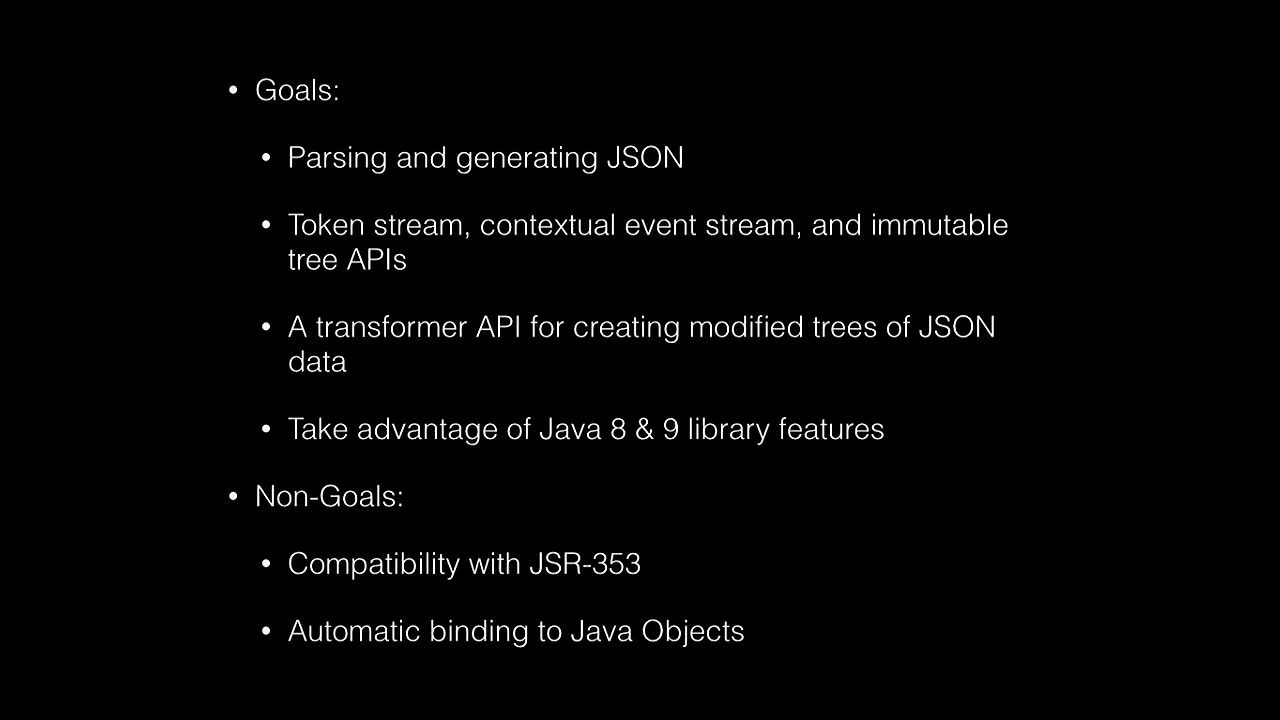 • Goals:
• Parsing and generating JSON
• Token stream, contextual event stream, and immutable
tree APIs
• A transformer API for creating modified trees of JSON
data
• Take advantage of Java 8 & 9 library features
• Non-Goals:
• Compatibility with JSR-353
• Automatic binding to Java Objects